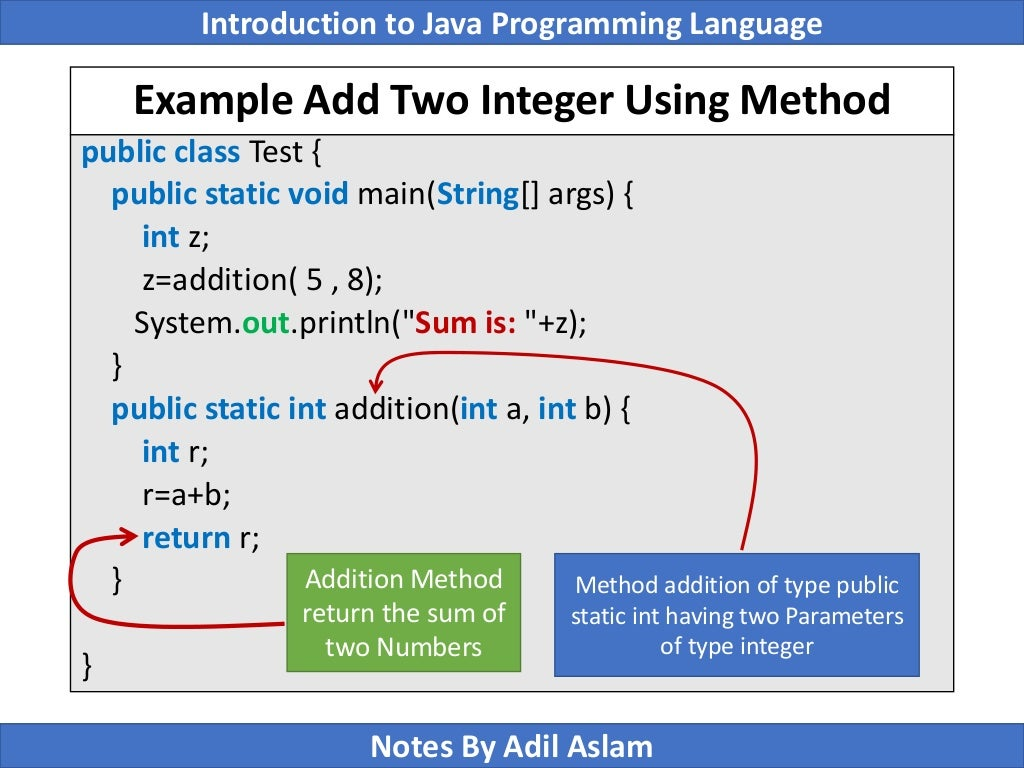 Introduction to Java Programming Language
Example Add Two Integer Using Method
public class Test {
public static void main(String[] args) {
int z;
z=addition( 5 , 8);
System.out.println("Sum is: "+z);
}
public static int addition(int a, int b) {
int r;
r=a+b;
return r;
}
}
Addition Method
return the sum of
two Numbers
Method addition of type public
static int having two Parameters
of type integer
Notes By Adil Aslam